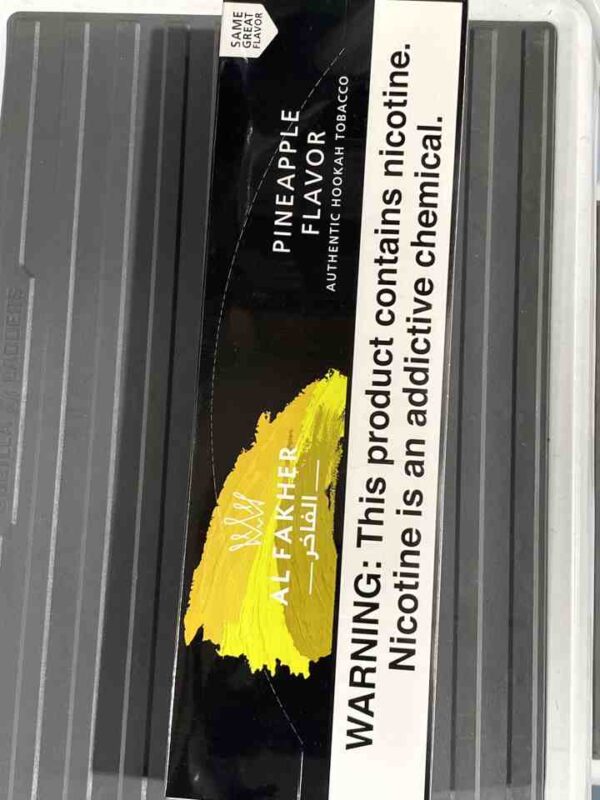 SAME
GREAT
FLAVOR
PINEAPPLE
FLAVOR
AUTHENTIC HOOKAH TOBACCO
AL FAKHER
الفاخر
WARNING: This product contains nicotine.
Nicotine is an addictive chemical.